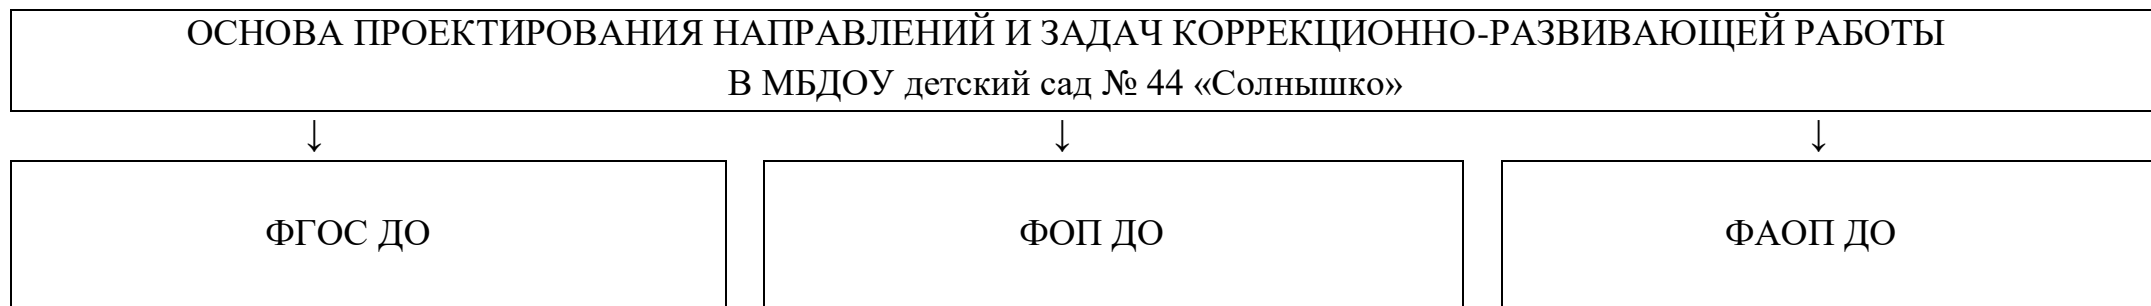 ОСНОВА ПРОЕКТИРОВАНИЯ НАПРАВЛЕНИЙ И ЗАДАЧ КОРРЕКЦИОННО-РАЗВИВАЮЩЕЙ РАБОТЫ
В МБДОУ детский сад № 44 «Солнышко»
↓ ↓ ↓
ФГОС ДО ФОП ДО ФАОП ДО